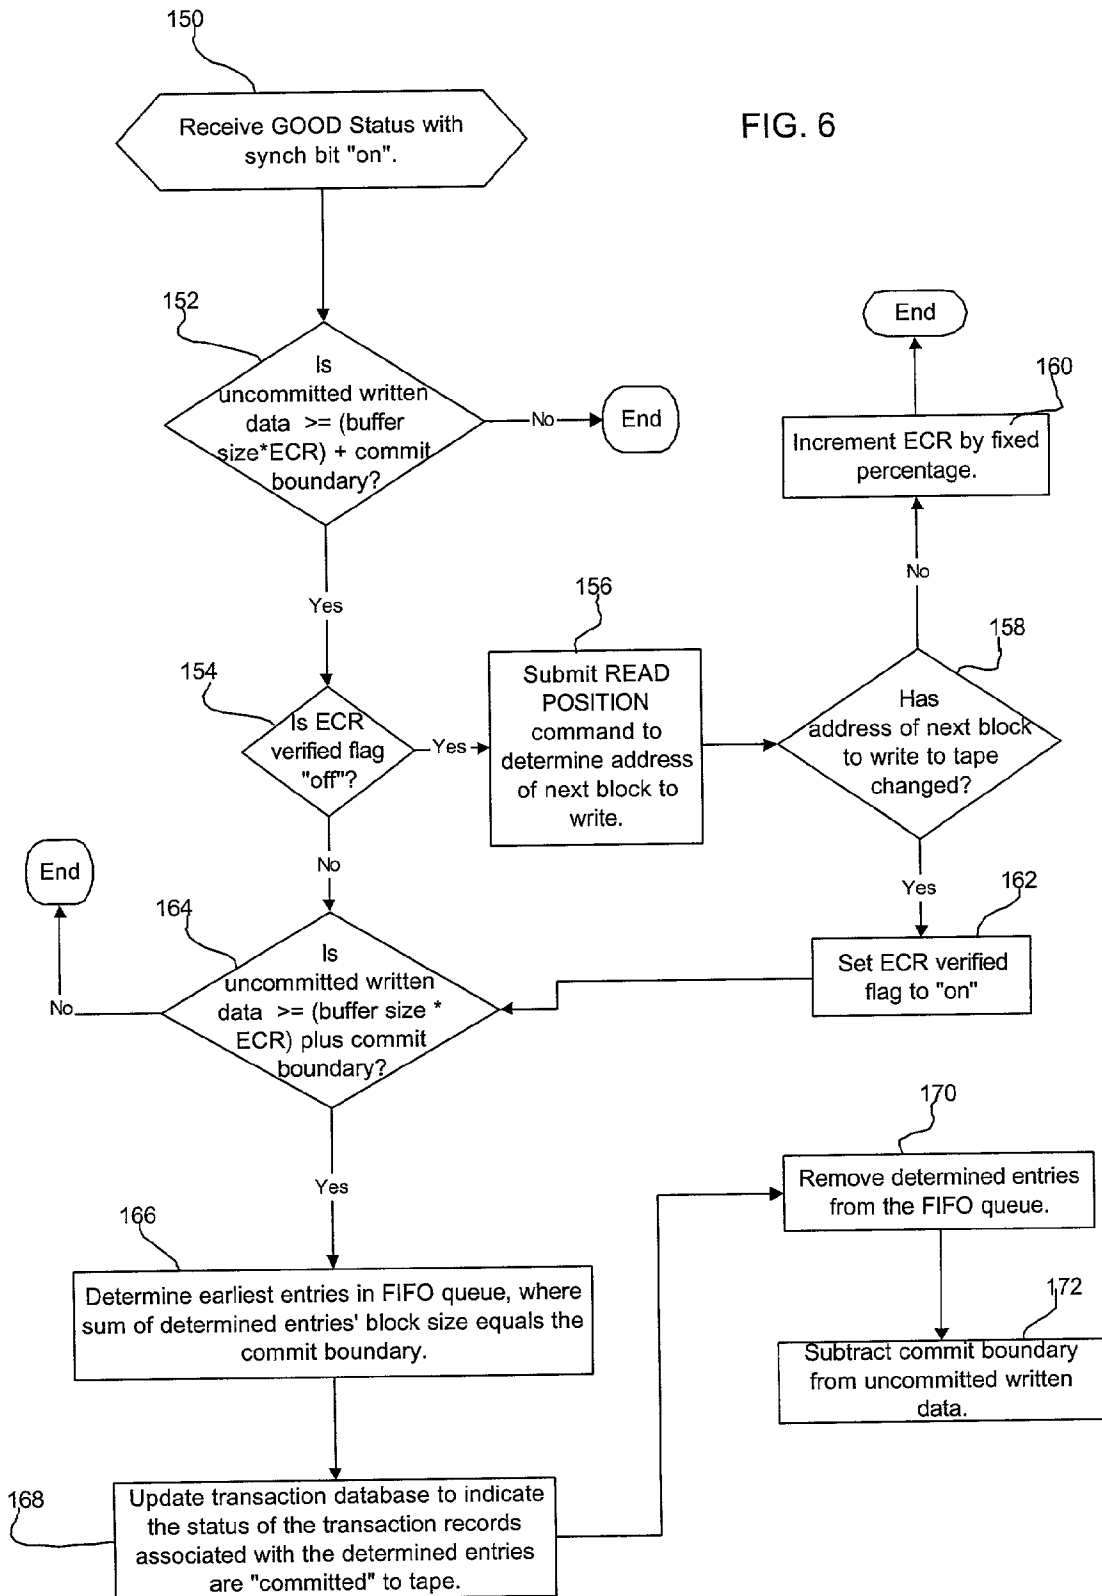 150
Receive GOOD Status with
synch bit "on".
FIG. 6
152
Is
uncommitted written
data >= (buffer
size*ECR) + commit
boundary?
No
End
Yes
154
Is ECR
verified flag
"off"?
Yes
156
Submit READ
POSITION
command to
determine address
of next block to
write.
158
Has
address of next block
to write to tape
changed?
No
160
Increment ECR by fixed
percentage.
End
Yes
162
Set ECR verified
flag to "on"
No
164
Is
uncommitted written
data >= (buffer size *
ECR) plus commit
boundary?
No
End
Yes
166
Determine earliest entries in FIFO queue, where
sum of determined entries' block size equals the
commit boundary.
168
Update transaction database to indicate
the status of the transaction records
associated with the determined entries
are "committed" to tape.
170
Remove determined entries
from the FIFO queue.
172
Subtract commit boundary
from uncommitted written
data.